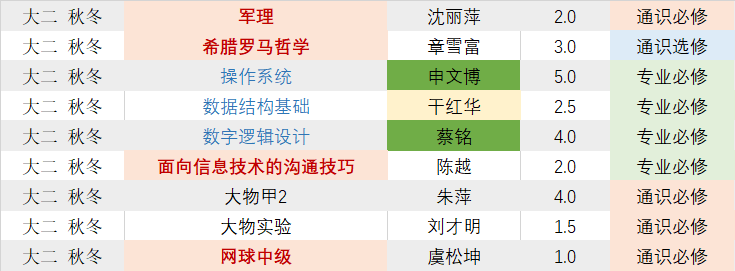 大二 秋冬 军理 沈丽萍 2.0 通识必修
大二 秋冬 希腊罗马哲学 章雪富 3.0 通识选修
大二 秋冬 操作系统 申文博 5.0 专业必修
大二 秋冬 数据结构基础 干红华 2.5 专业必修
大二 秋冬 数字逻辑设计 蔡铭 4.0 专业必修
大二 秋冬 面向信息技术的沟通技巧 陈越 2.0 专业必修
大二 秋冬 大物甲2 朱萍 4.0 通识必修
大二 秋冬 大物实验 刘才明 1.5 通识必修
大二 秋冬 网球中级 虞松坤 1.0 通识必修